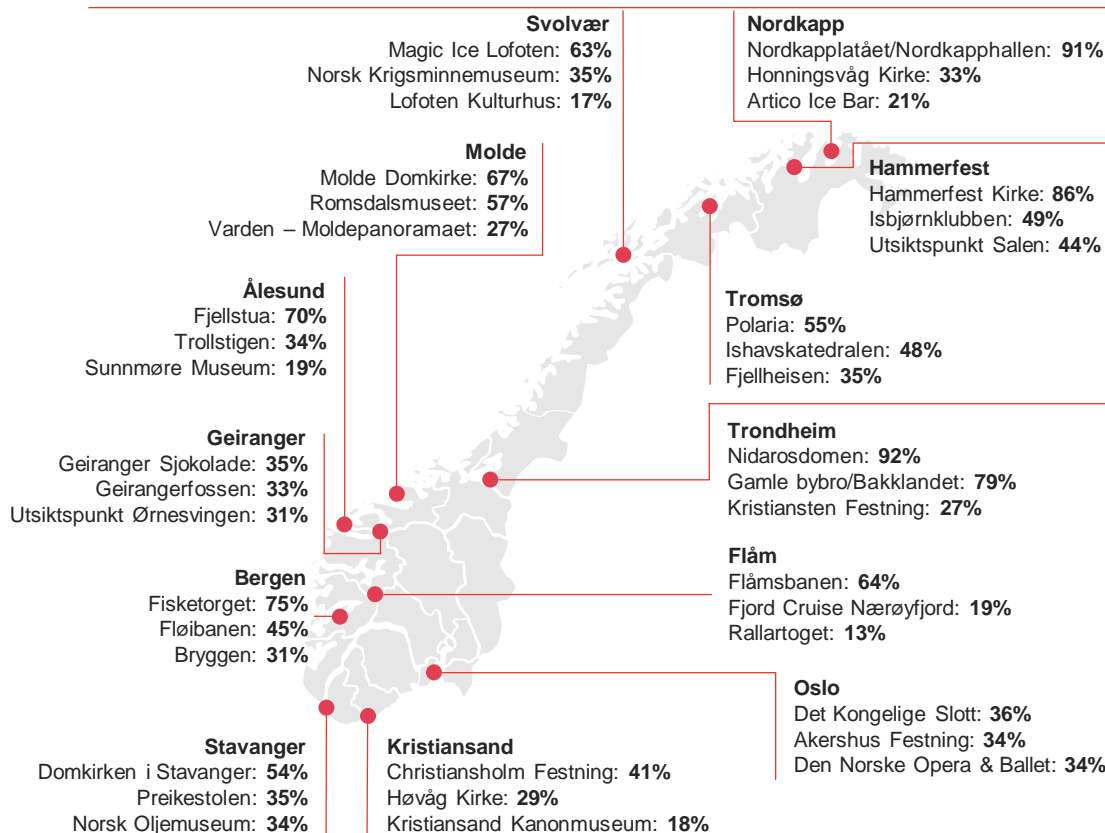 Svolvær
Magic Ice Lofoten: 63%
Norsk Krigsminnemuseum: 35%
Lofoten Kulturhus: 17%
Nordkapp
Nordkapplatået/Nordkapphallen: 91%
Honningsvåg Kirke: 33%
Artico Ice Bar: 21%
Molde
Molde Domkirke: 67%
Romsdalsmuseet: 57%
Varden – Moldepanoramaet: 27%
Hammerfest
Hammerfest Kirke: 86%
Isbjørnklubben: 49%
Utsiktspunkt Salen: 44%
Ålesund
Fjellstua: 70%
Trollstigen: 34%
Sunnmøre Museum: 19%
Tromsø
Polaria: 55%
Ishavskatedralen: 48%
Fjellheisen: 35%
Geiranger
Geiranger Sjokolade: 35%
Geirangerfossen: 33%
Utsiktspunkt Ørnesvingen: 31%
Trondheim
Nidarosdomen: 92%
Gamle bybro/Bakklandet: 79%
Kristiansten Festning: 27%
Bergen
Fisketorget: 75%
Fløibanen: 45%
Bryggen: 31%
Flåm
Flåmsbanen: 64%
Fjord Cruise Nærøyfjord: 19%
Rallartoget: 13%
Oslo
Det Kongelige Slott: 36%
Akershus Festning: 34%
Den Norske Opera & Ballet: 34%
Stavanger
Domkirken i Stavanger: 54%
Preikestolen: 35%
Norsk Oljemuseum: 34%
Kristiansand
Christiansholm Festning: 41%
Høvåg Kirke: 29%
Kristiansand Kanonmuseum: 18%